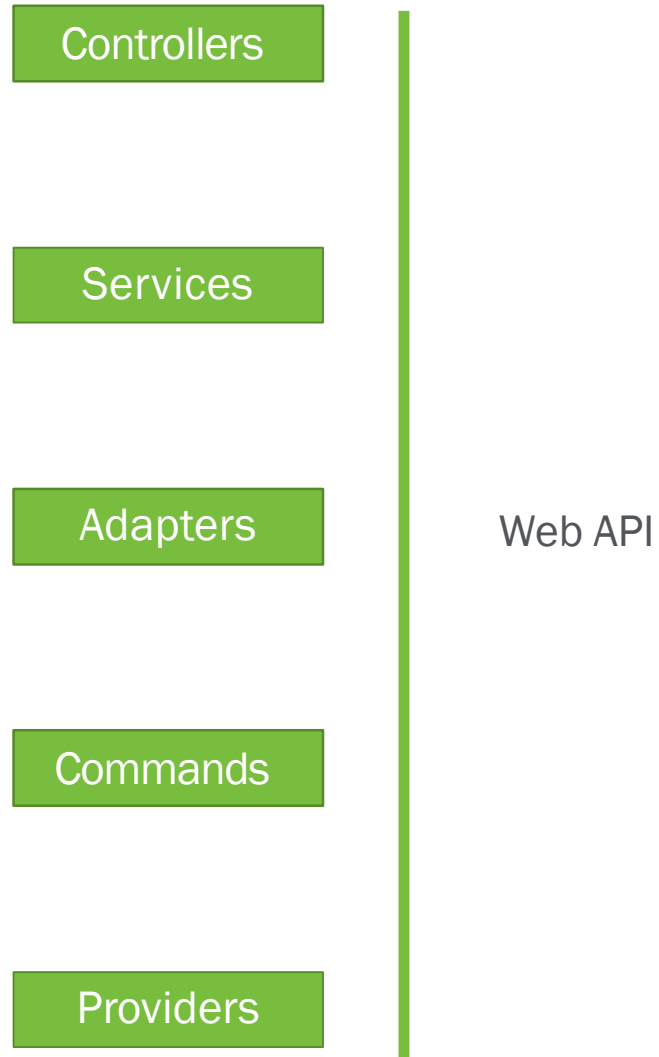 Controllers
Services
Adapters
Web API
Commands
Providers